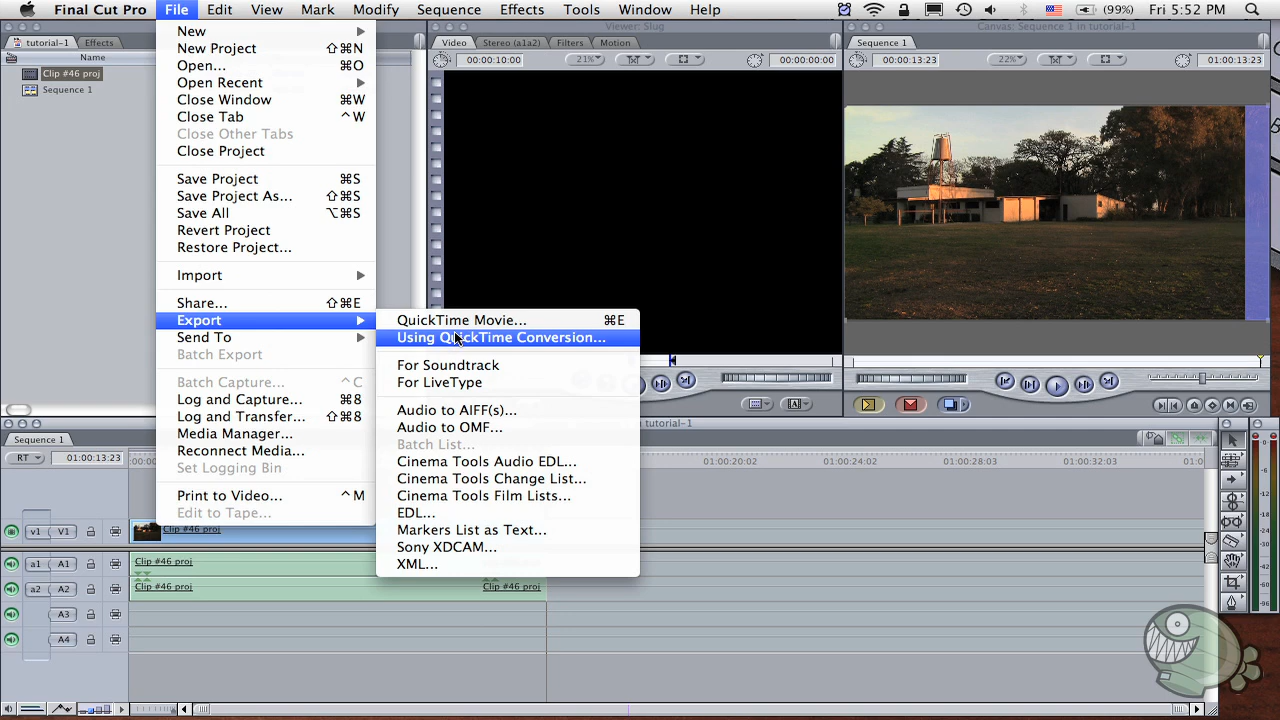 Final Cut Pro File Edit View Mark Modify Sequence Effects Tools Window Help (99%) Fri 5:52 PM
tutorial-1 Effects
Name
Clip #46 proj
Sequence 1
New
New Project ⇧⌘N
Open... ⌘O
Open Recent
Close Window ⌘W
Close Tab ^W
Close Other Tabs
Close Project
Save Project ⌘S
Save Project As... ⇧⌘S
Save All ⌥⌘S
Revert Project
Restore Project...
Import
Share... ⇧⌘E
Export
Send To
Batch Export
Batch Capture... ^C
Log and Capture... ⌘8
Log and Transfer... ⇧⌘8
Media Manager...
Reconnect Media...
Set Logging Bin
Print to Video... ^M
Edit to Tape...
QuickTime Movie... ⌘E
Using QuickTime Conversion...
For Soundtrack
For LiveType
Audio to AIFF(s)...
Audio to OMF...
Batch List...
Cinema Tools Audio EDL...
Cinema Tools Change List...
Cinema Tools Film Lists...
EDL...
Markers List as Text...
Sony XDCAM...
XML...
Viewer: Slug
Video Stereo (a1a2) Filters Motion
00:00:10:00 21% 00:00:00:00
Canvas: Sequence 1 in tutorial-1
Sequence 1
00:00:13:23 22% 01:00:13:23
Sequence 1
RT 01:00:13:23 01:00:20:02 01:00:24:02 01:00:28:03 01:00:32:03
v1 V1 Clip #46 proj
a1 A1 Clip #46 proj
a2 A2 Clip #46 proj Clip #46 proj
A3
A4